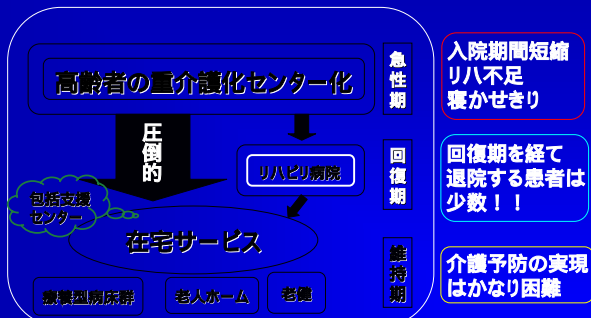 高齢者の重介護化センター化
急性期
入院期間短縮
リハ不足
寝かせきり
圧倒的
リハビリ病院
回復期
回復期を経て
退院する患者は
少数！！
包括支援
センター
在宅サービス
維持期
介護予防の実現
はかなり困難
療養型病床群
老人ホーム
老健